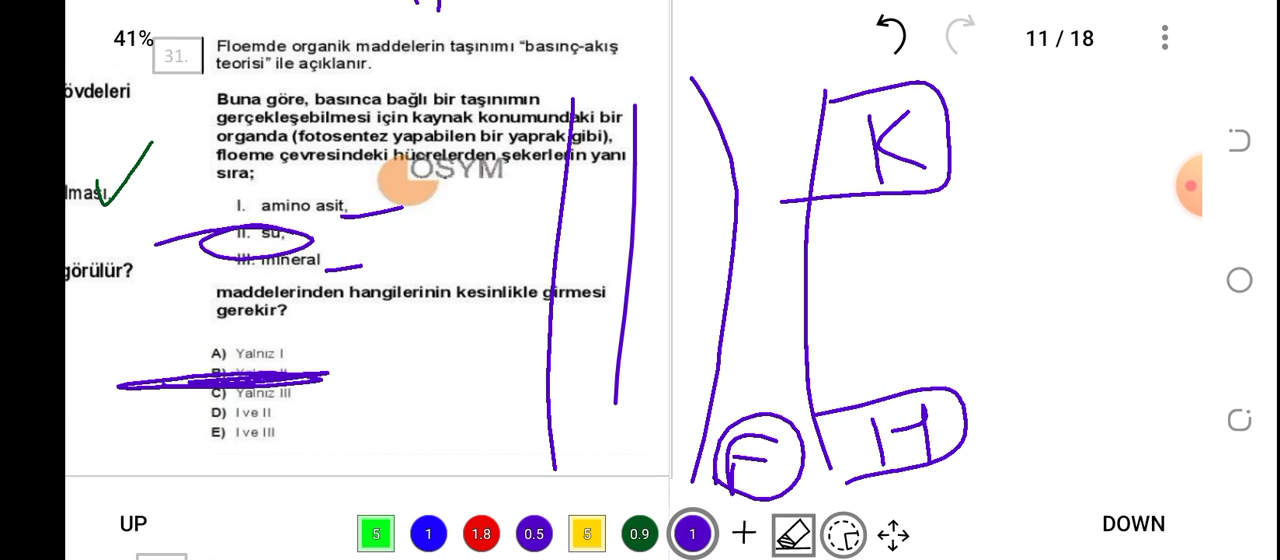 41%
31.
Floemde organik maddelerin taşınımı “basınç-akış
teorisi” ile açıklanır.
övdeleri
Buna göre, basınca bağlı bir taşınımın
gerçekleşebilmesi için kaynak konumundaki bir
organda (fotosentez yapabilen bir yaprak gibi),
floeme çevresindeki hücrelerden şekerlerin yanı
sıra;
ÖSYM
lması,
I. amino asit,
II. su,
III. mineral
görülür?
maddelerinden hangilerinin kesinlikle girmesi
gerekir?
A) Yalnız I
B) Yalnız II
C) Yalnız III
D) I ve II
E) I ve III
11 / 18
K
H
F
UP
5
1
1.8
0.5
5
0.9
1
DOWN